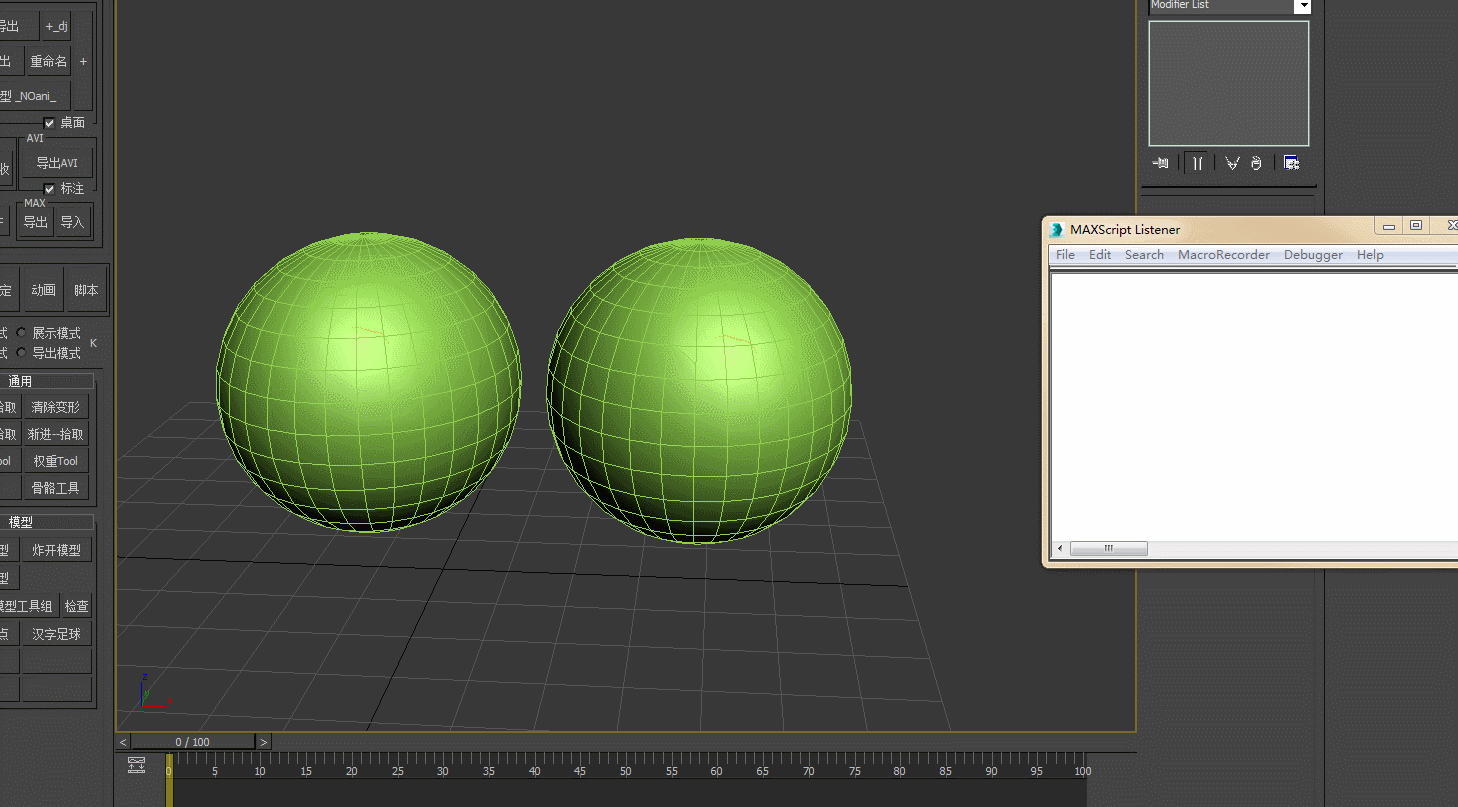 导出 +_dj
出 重命名 +
型 _NOani_
桌面
AVI
收 导出AVI
标注
MAX
导出 导入
定 动画 脚本
式 展示模式
式 导出模式 K
通用
拾取 清除变形
拾取 渐进--拾取
ool 权重Tool
骨骼工具
模型
型 炸开模型
型
模型工具组 检查
点 汉字足球
z
y
x
< 0 / 100 >
0 5 10 15 20 25 30 35 40 45 50 55 60 65 70 75 80 85 90 95 100
Modifier List
MAXScript Listener
File Edit Search MacroRecorder Debugger Help